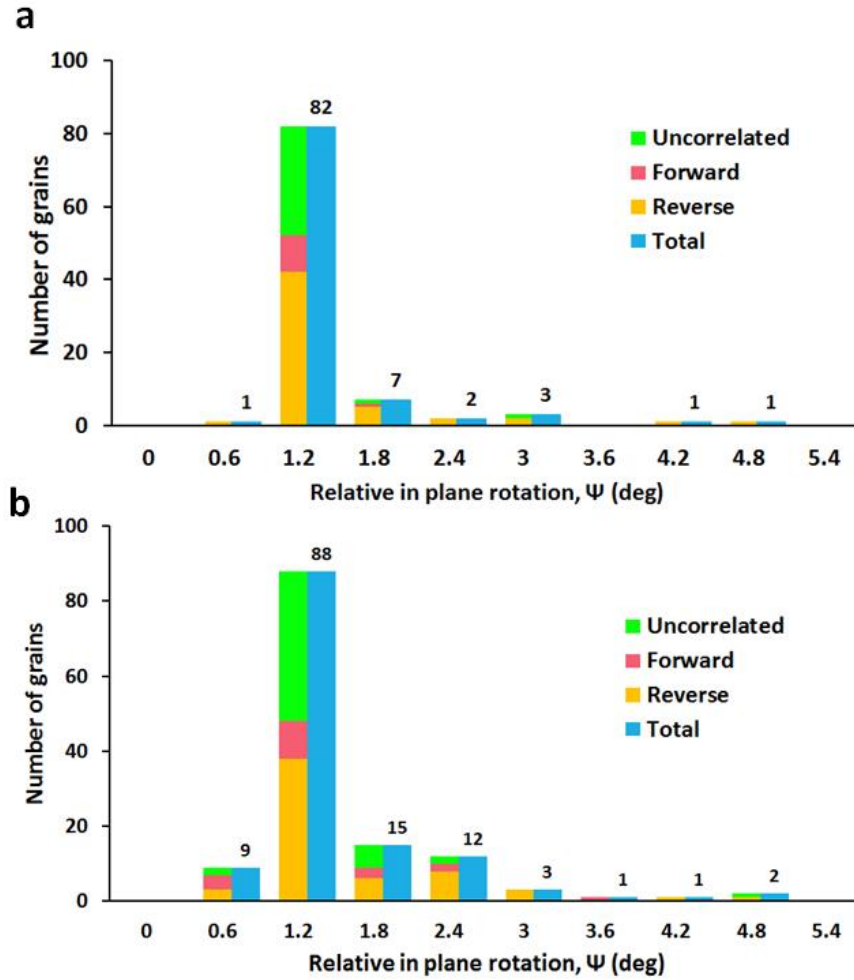 a
100
80
60
40
20
0
Number of grains
82
1
7
2
3
1
1
Uncorrelated
Forward
Reverse
Total
0 0.6 1.2 1.8 2.4 3 3.6 4.2 4.8 5.4
Relative in plane rotation, Ψ (deg)
b
100
80
60
40
20
0
Number of grains
9
88
15
12
3
1
1
2
Uncorrelated
Forward
Reverse
Total
0 0.6 1.2 1.8 2.4 3 3.6 4.2 4.8 5.4
Relative in plane rotation, Ψ (deg)